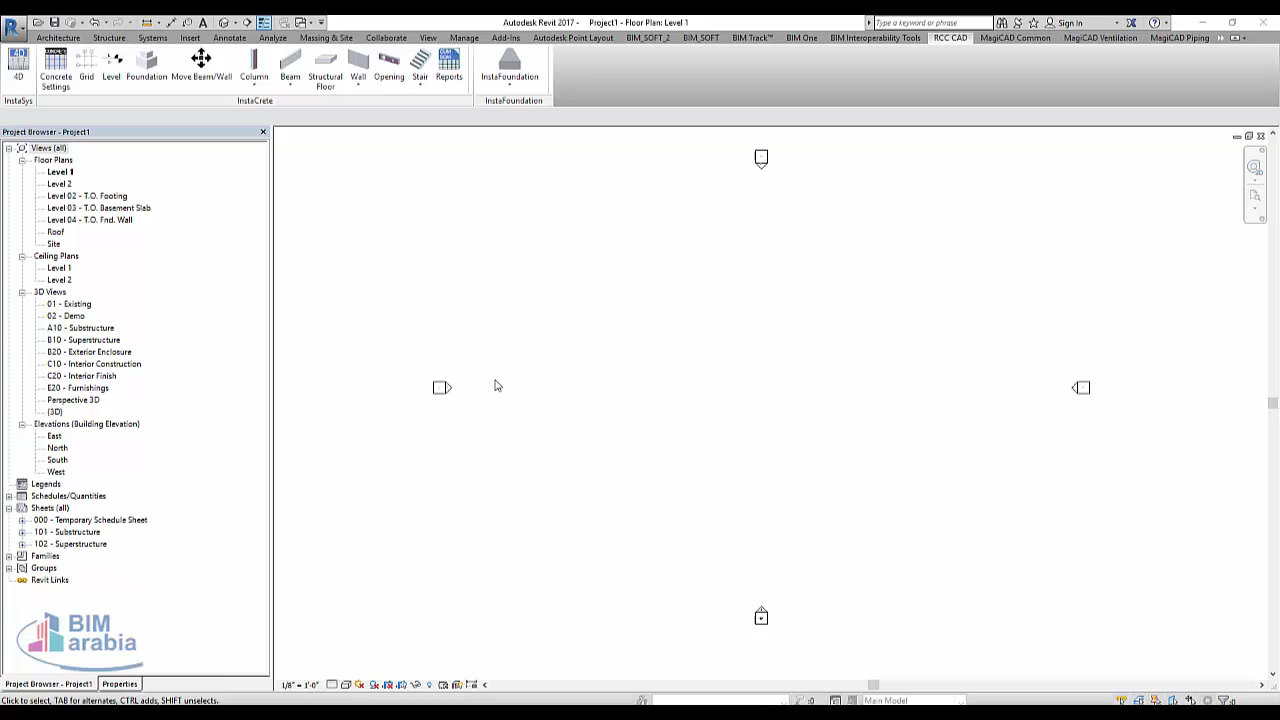 Autodesk Revit 2017 - Project1 - Floor Plan: Level 1
Type a keyword or phrase
Sign In
Architecture Structure Systems Insert Annotate Analyze Massing & Site Collaborate View Manage Add-Ins Autodesk Point Layout BIM_SOFT_2 BIM_SOFT BIM Track™ BIM One BIM Interoperability Tools RCC CAD MagiCAD Common MagiCAD Ventilation MagiCAD Piping
4D Concrete Settings Grid Level Foundation Move Beam/Wall Column Beam Structural Floor Wall Opening Stair Reports InstaFoundation
InstaSys InstaCrete InstaFoundation
Project Browser - Project1
Views (all)
Floor Plans
Level 1
Level 2
Level 02 - T.O. Footing
Level 03 - T.O. Basement Slab
Level 04 - T.O. Fnd. Wall
Roof
Site
Ceiling Plans
Level 1
Level 2
3D Views
01 - Existing
02 - Demo
A10 - Substructure
B10 - Superstructure
B20 - Exterior Enclosure
C10 - Interior Construction
C20 - Interior Finish
E20 - Furnishings
Perspective 3D
{3D}
Elevations (Building Elevation)
East
North
South
West
Legends
Schedules/Quantities
Sheets (all)
000 - Temporary Schedule Sheet
101 - Substructure
102 - Superstructure
Families
Groups
Revit Links
BIM
arabia
Project Browser - Project1 Properties
1/8" = 1'-0"
Click to select, TAB for alternates, CTRL adds, SHIFT unselects.
:0
Main Model
:0